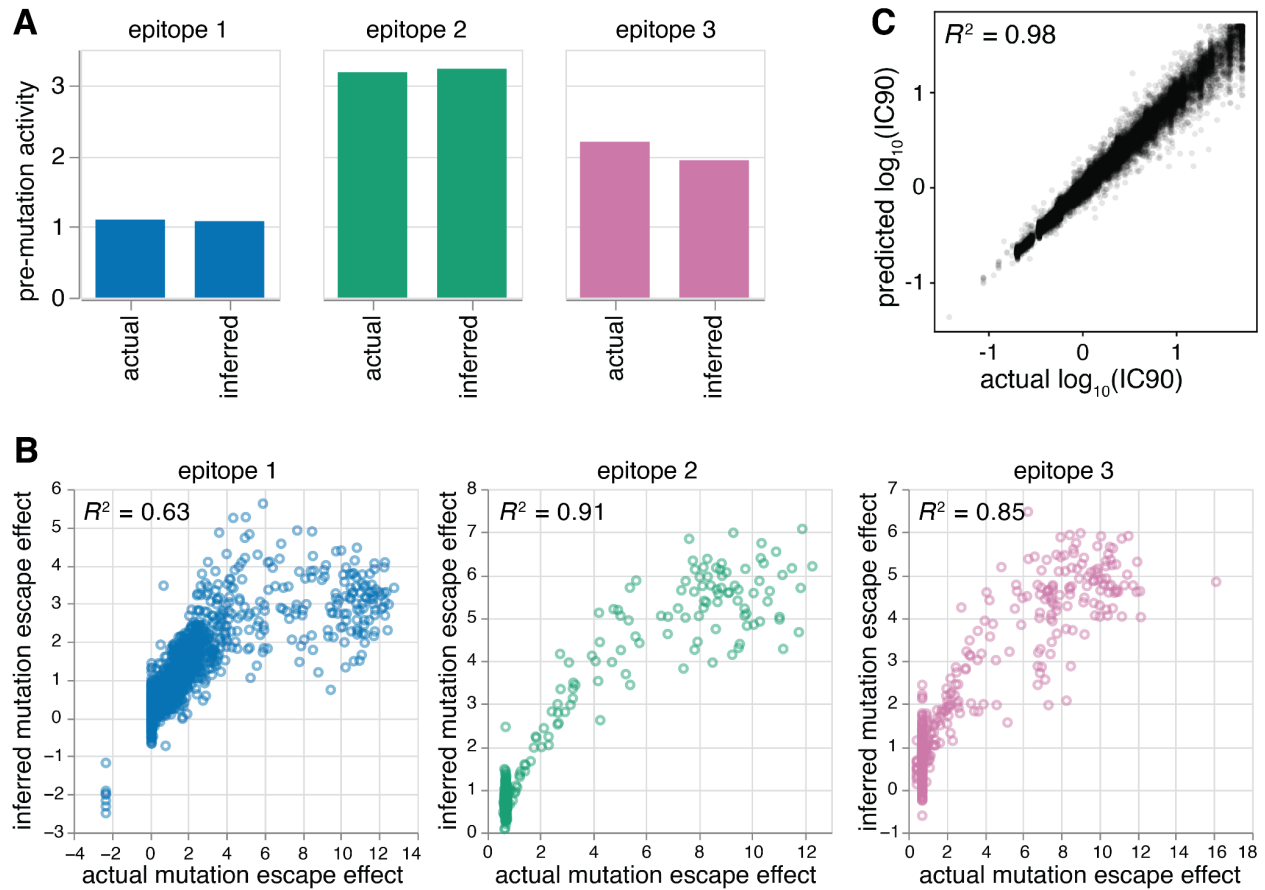 A
epitope 1
epitope 2
epitope 3
pre-mutation activity
3
2
1
0
actual
inferred
actual
inferred
actual
inferred
C
R² = 0.98
predicted log₁₀(IC90)
1
0
-1
-1
0
1
actual log₁₀(IC90)
B
epitope 1
R² = 0.63
inferred mutation escape effect
6
5
4
3
2
1
0
−1
−2
−3
−4
−2
0
2
4
6
8
10
12
14
actual mutation escape effect
epitope 2
R² = 0.91
inferred mutation escape effect
8
7
6
5
4
3
2
1
0
0
2
4
6
8
10
12
actual mutation escape effect
epitope 3
R² = 0.85
inferred mutation escape effect
7
6
5
4
3
2
1
0
−1
0
2
4
6
8
10
12
14
16
18
actual mutation escape effect